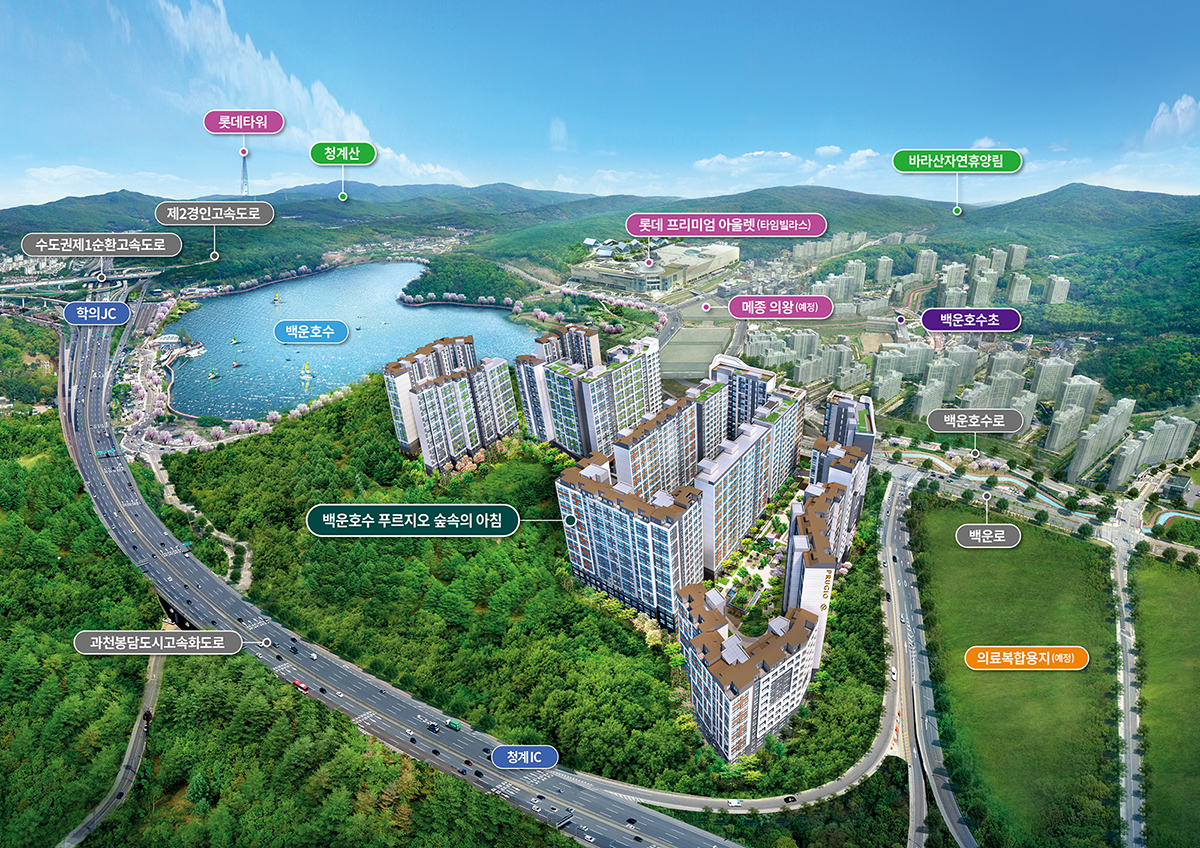 롯데타워
청계산
바라산자연휴양림
제2경인고속도로
롯데 프리미엄 아울렛 (타임빌라스)
수도권제1순환고속도로
메종 의왕 (예정)
학의JC
백운호수초
백운호수
백운호수로
백운호수 푸르지오 숲속의 아침
백운로
PRUGIO
과천봉담도시고속화도로
의료복합용지 (예정)
청계IC